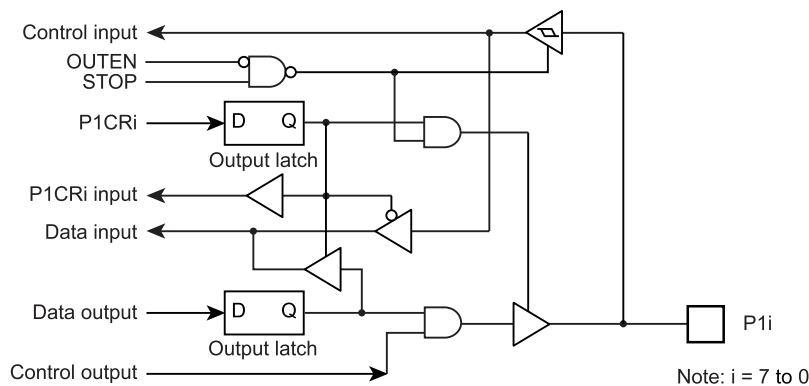 Control input
OUTEN
STOP
P1CRi
D Q
Output latch
P1CRi input
Data input
Data output
D Q
Output latch
P1i
Control output
Note: i = 7 to 0